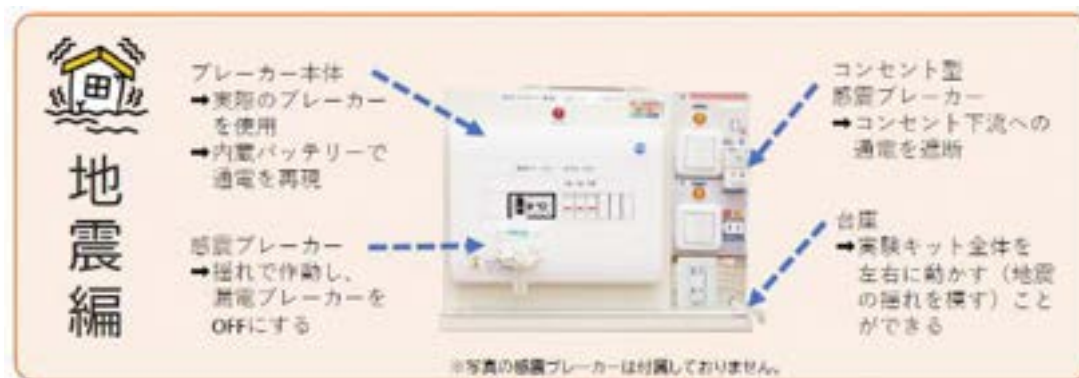 地震編
ブレーカー本体
➡実際のブレーカー
を使用
➡内蔵バッテリーで
通電を再現
感震ブレーカー
➡揺れで作動し、
漏電ブレーカーを
OFFにする
コンセント型
感震ブレーカー
➡コンセント下流への
通電を遮断
台座
➡実験キット全体を
左右に動かす（地震
の揺れを模す）こと
ができる
※写真の感震ブレーカーは付属しておりません。